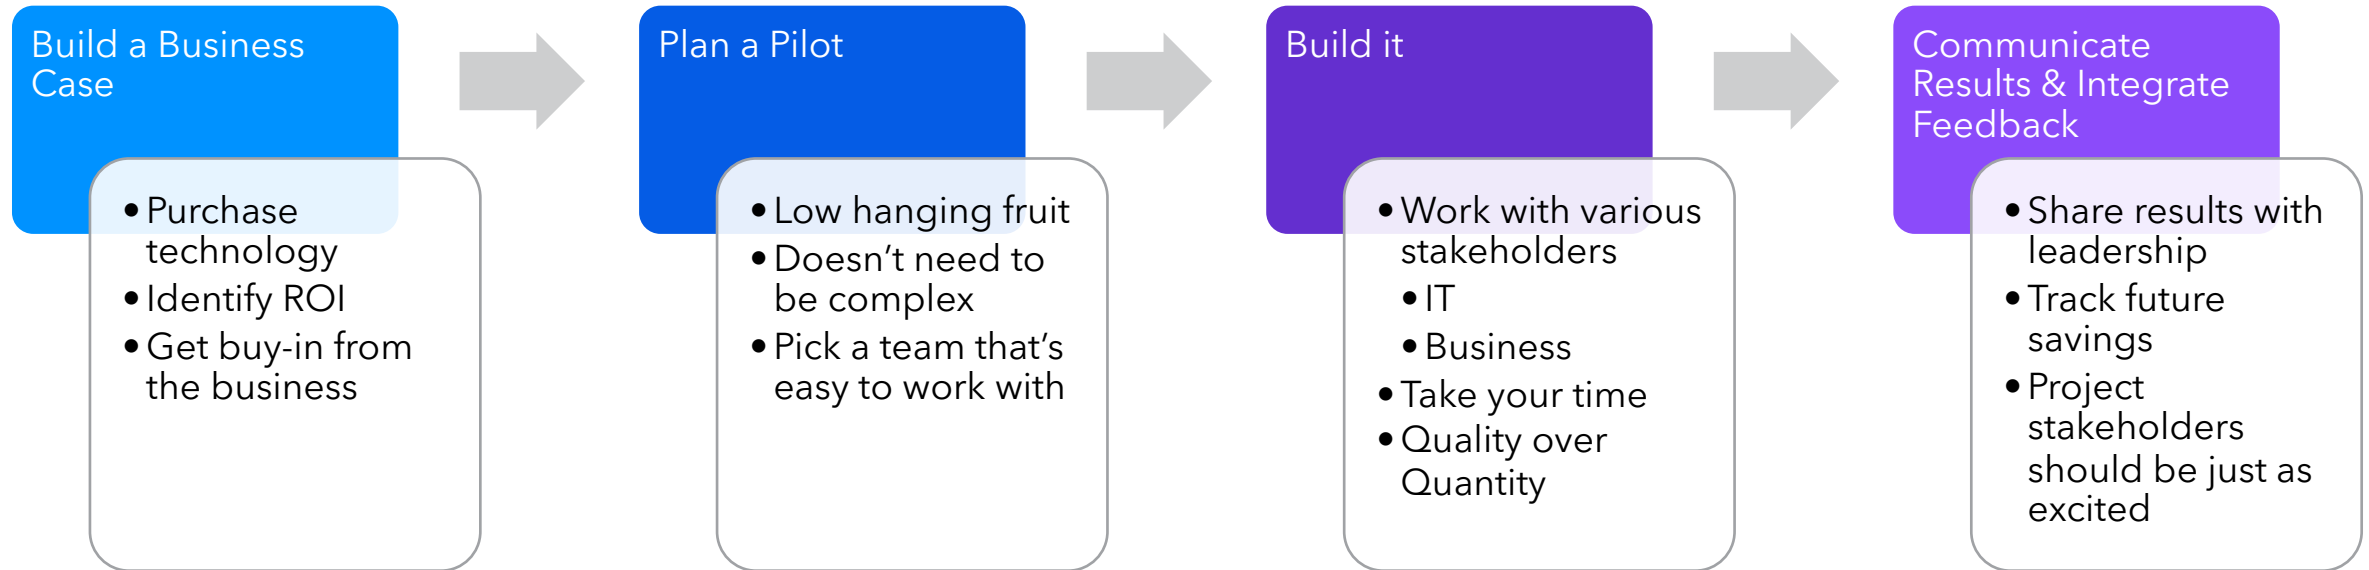 Build a Business
Case
• Purchase
technology
• Identify ROI
• Get buy-in from
the business
Plan a Pilot
• Low hanging fruit
• Doesn’t need to
be complex
• Pick a team that’s
easy to work with
Build it
• Work with various
stakeholders
• IT
• Business
• Take your time
• Quality over
Quantity
Communicate
Results & Integrate
Feedback
• Share results with
leadership
• Track future
savings
• Project
stakeholders
should be just as
excited